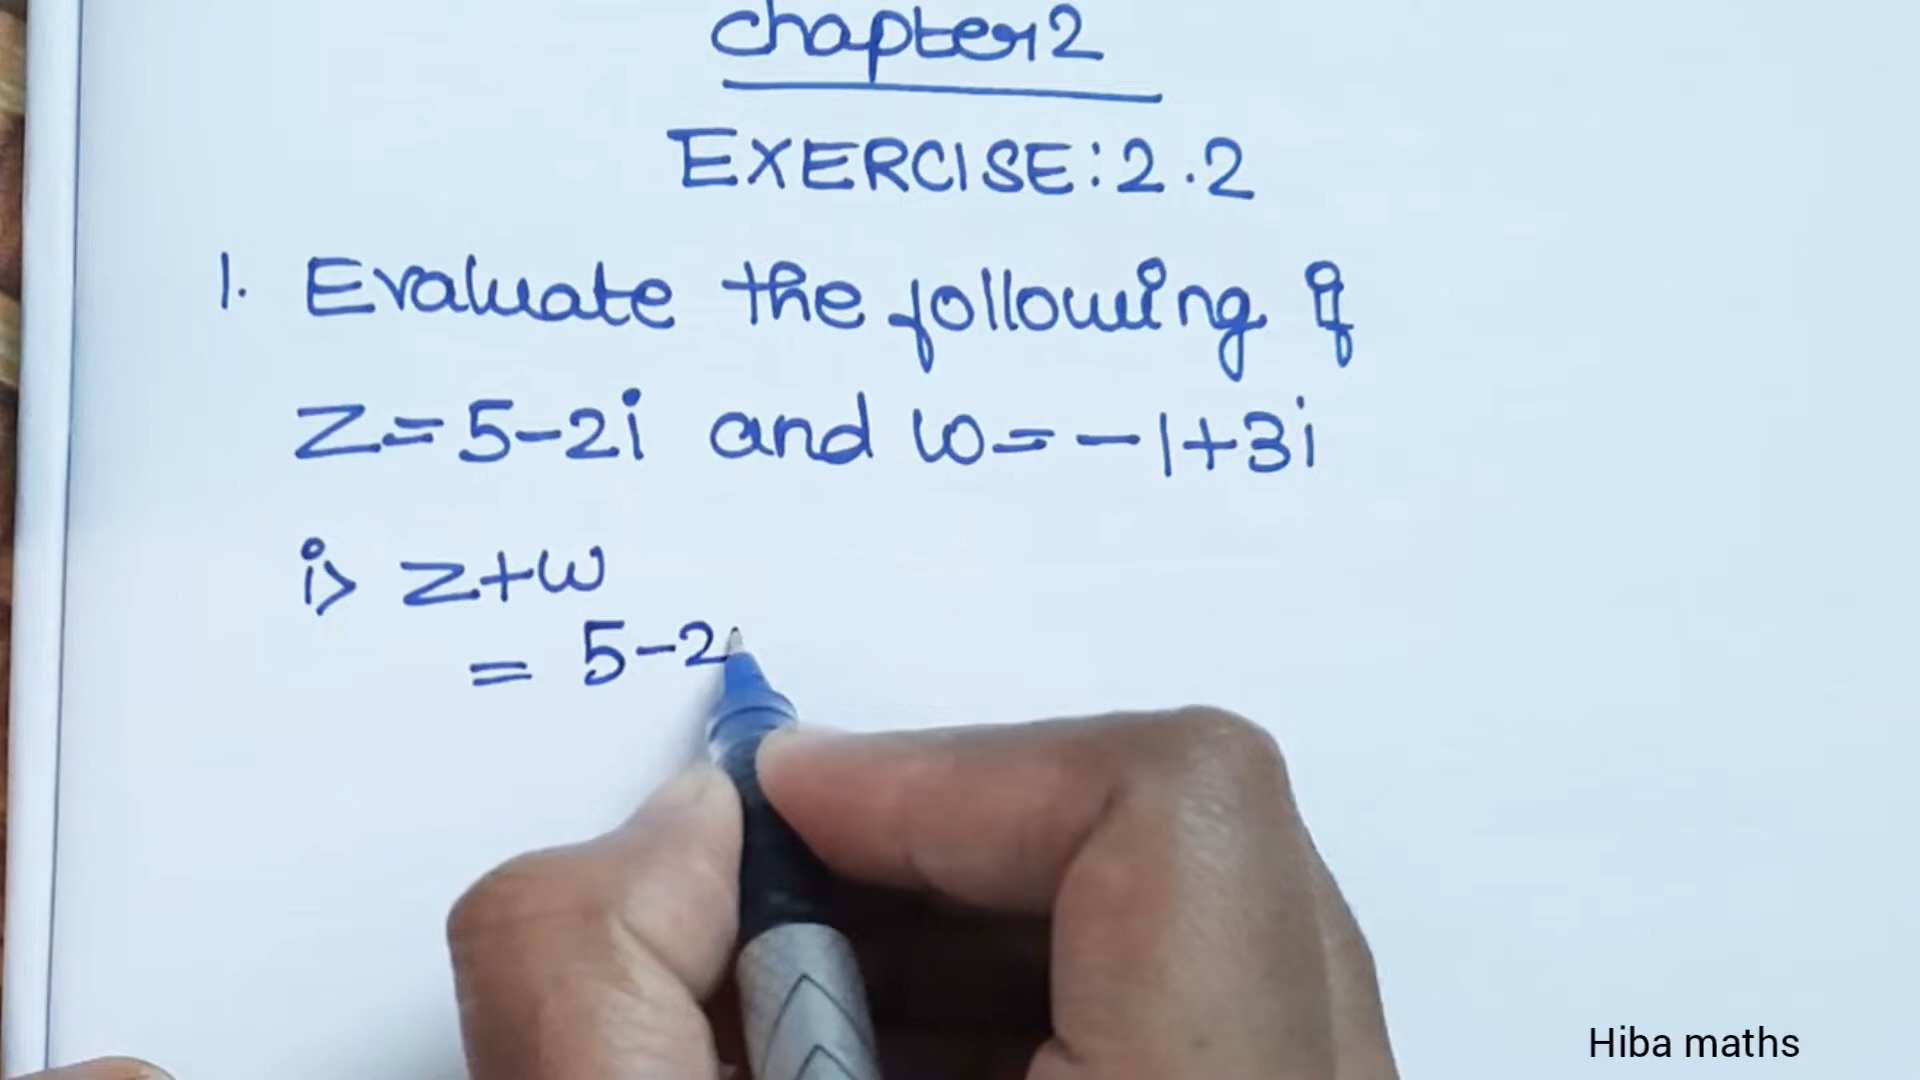 Chapter 2
EXERCISE: 2.2
1. Evaluate the following if
Z=5-2i and w=-1+3i
i> Z+w
= 5-2
Hiba maths